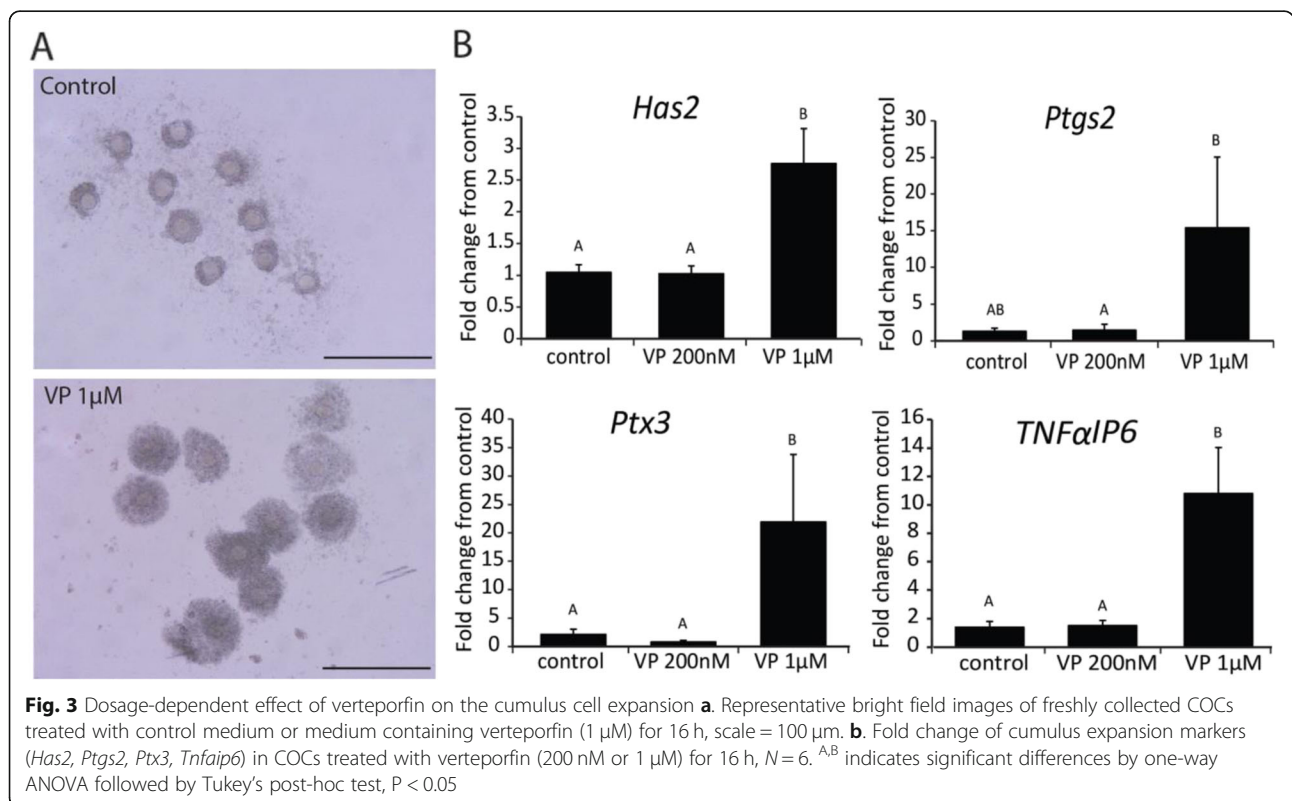 A
Control
VP 1μM
B
Has2
Fold change from control
3.5
3
2.5
2
1.5
1
0.5
0
A
A
B
control
VP 200nM
VP 1μM
Ptgs2
Fold change from control
30
25
20
15
10
5
0
AB
A
B
control
VP 200nM
VP 1μM
Ptx3
Fold change from control
40
35
30
25
20
15
10
5
0
A
A
B
control
VP 200nM
VP 1μM
TNFαIP6
Fold change from control
16
14
12
10
8
6
4
2
0
A
A
B
control
VP 200nM
VP 1μM
Fig. 3 Dosage-dependent effect of verteporfin on the cumulus cell expansion a. Representative bright field images of freshly collected COCs
treated with control medium or medium containing verteporfin (1 μM) for 16 h, scale = 100 μm. b. Fold change of cumulus expansion markers
(Has2, Ptgs2, Ptx3, Tnfaip6) in COCs treated with verteporfin (200 nM or 1 μM) for 16 h, N = 6. A,B indicates significant differences by one-way
ANOVA followed by Tukey's post-hoc test, P < 0.05